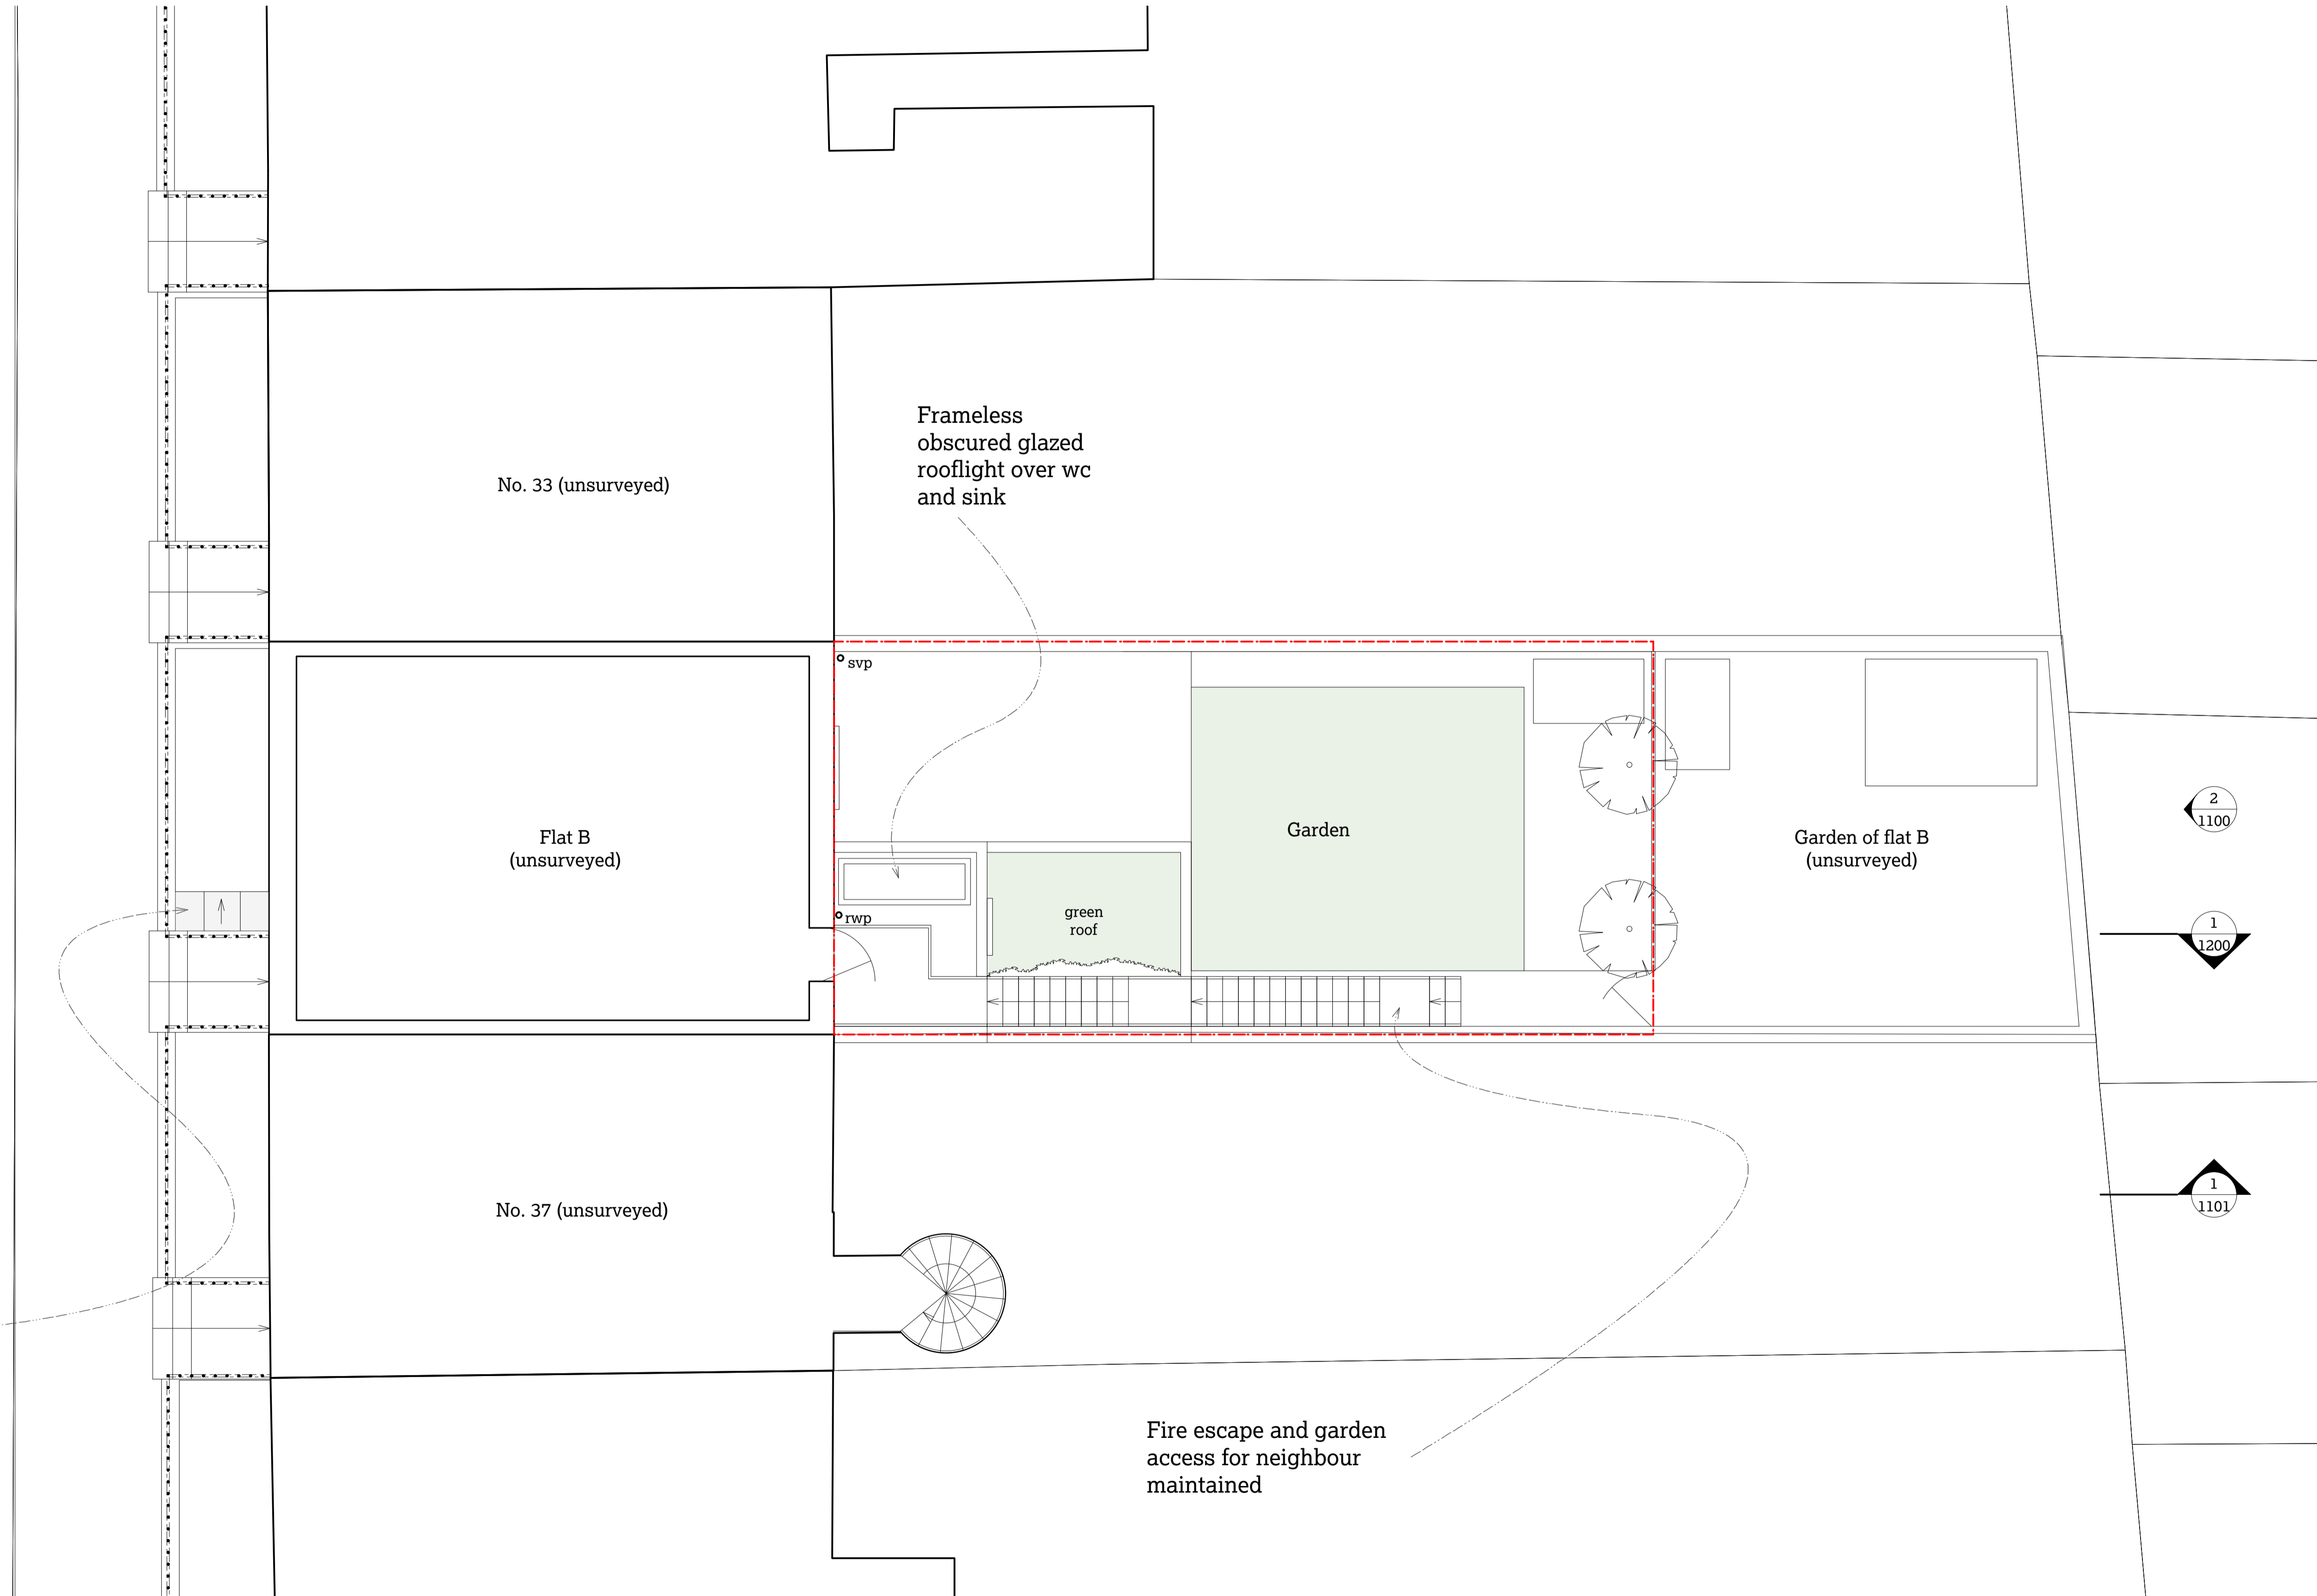 Frameless
obscured glazed
rooflight over wc
and sink
No. 33 (unsurveyed)
svp
Flat B
(unsurveyed)
Garden
Garden of flat B
(unsurveyed)
2
1100
green
roof
rwp
1
1200
No. 37 (unsurveyed)
1
1101
Fire escape and garden
access for neighbour
maintained